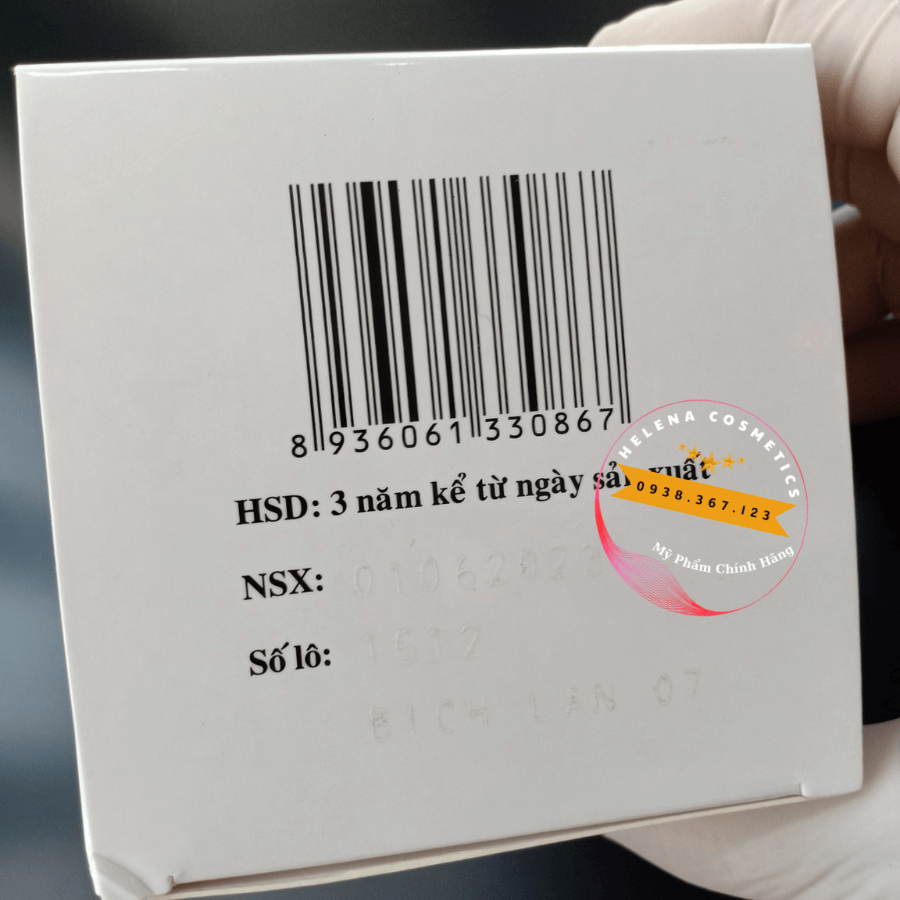 8 936061 330867
HSD: 3 năm kể từ ngày sản xuất
NSX: 01062023
Số lô: 1512
BICH LAN 07
HELENA COSMETICS
0938.367.123
Mỹ Phẩm Chính Hãng